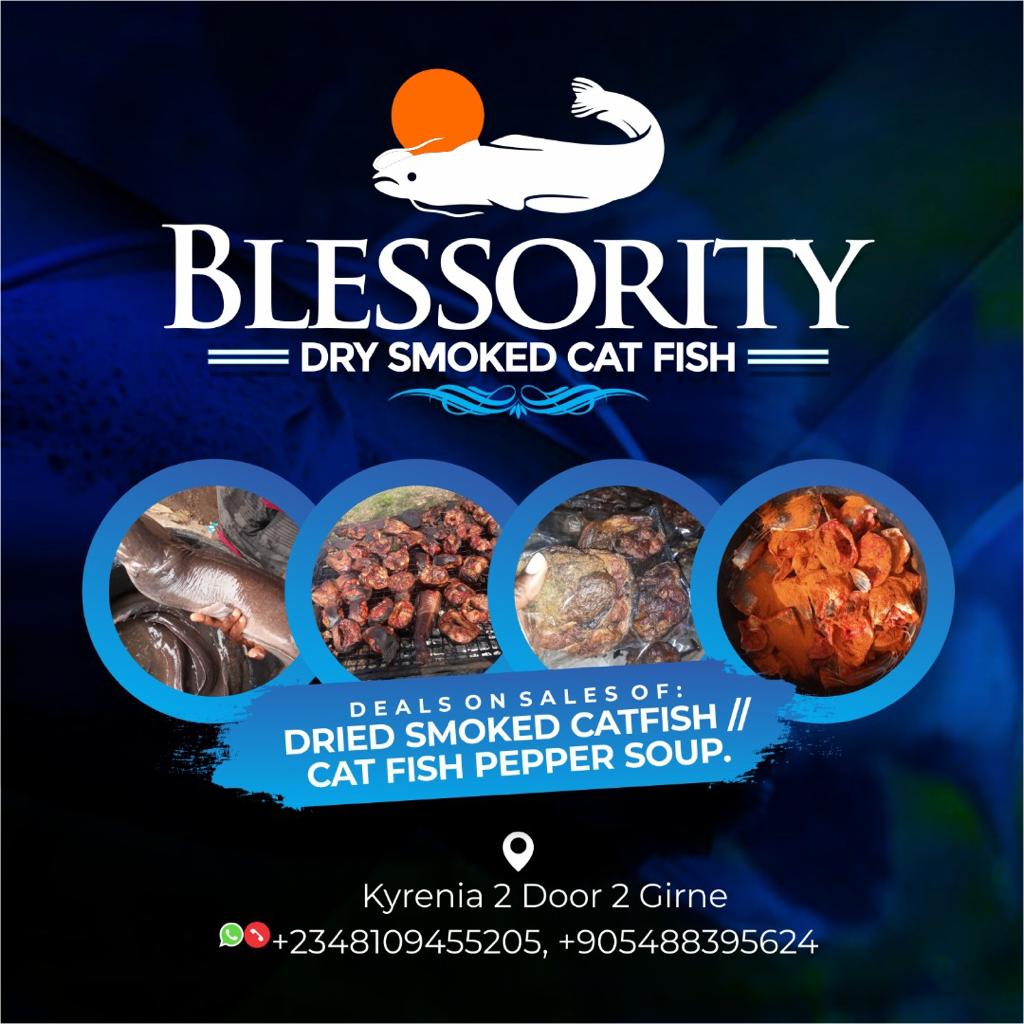 BLESSORITY
DRY SMOKED CAT FISH
DEALS ON SALES OF:
DRIED SMOKED CATFISH //
CAT FISH PEPPER SOUP.
Kyrenia 2 Door 2 Girne
+2348109455205, +905488395624